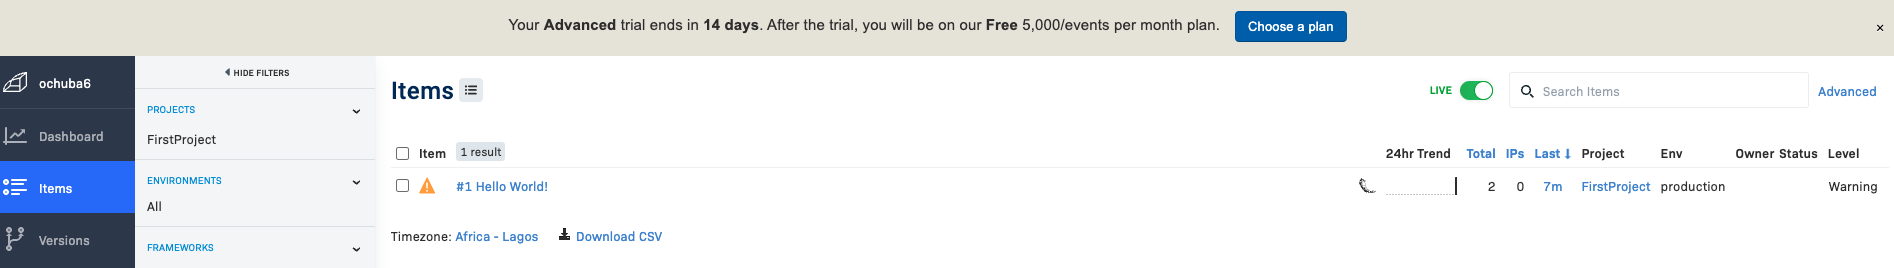 Your Advanced trial ends in 14 days. After the trial, you will be on our Free 5,000/events per month plan. Choose a plan ×
ochuba6
Dashboard
Items
Versions
HIDE FILTERS
PROJECTS
FirstProject
ENVIRONMENTS
All
FRAMEWORKS
Items
LIVE
Search Items
Advanced
Item 1 result 24hr Trend Total IPs Last ↓ Project Env Owner Status Level
#1 Hello World! 2 0 7m FirstProject production Warning
Timezone: Africa - Lagos Download CSV